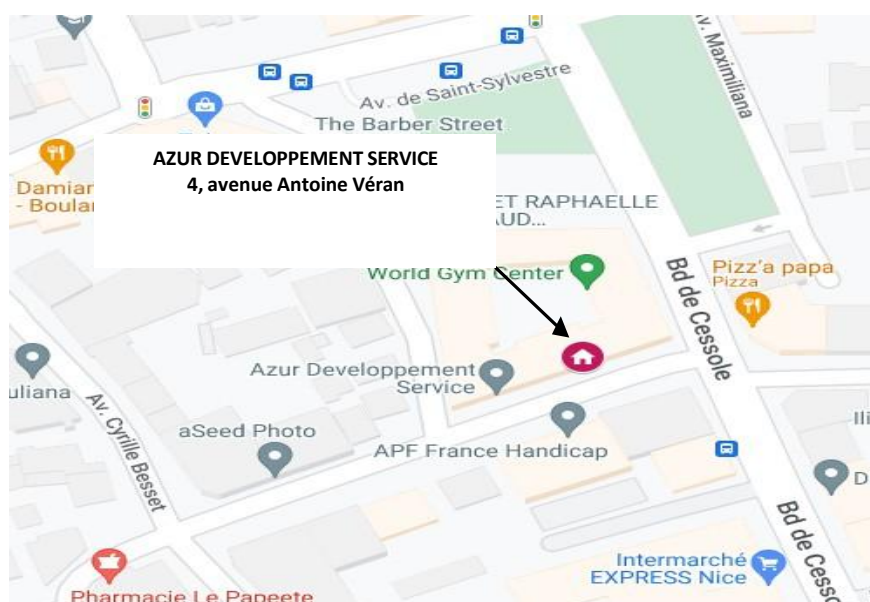 Av. Maximiliana
Av. de Saint-Sylvestre
The Barber Street
AZUR DEVELOPPEMENT SERVICE
4, avenue Antoine Véran
Damian
- Boular
ET RAPHAELLE
AUD...
World Gym Center
Bd de Cessole
Pizz'a papa
Pizza
Azur Developpement
Service
uliana
Av. Cyrille Besset
aSeed Photo
APF France Handicap
Ili
D
Bd de Cesso
Intermarché
EXPRESS Nice
Pharmacie Le Papeete